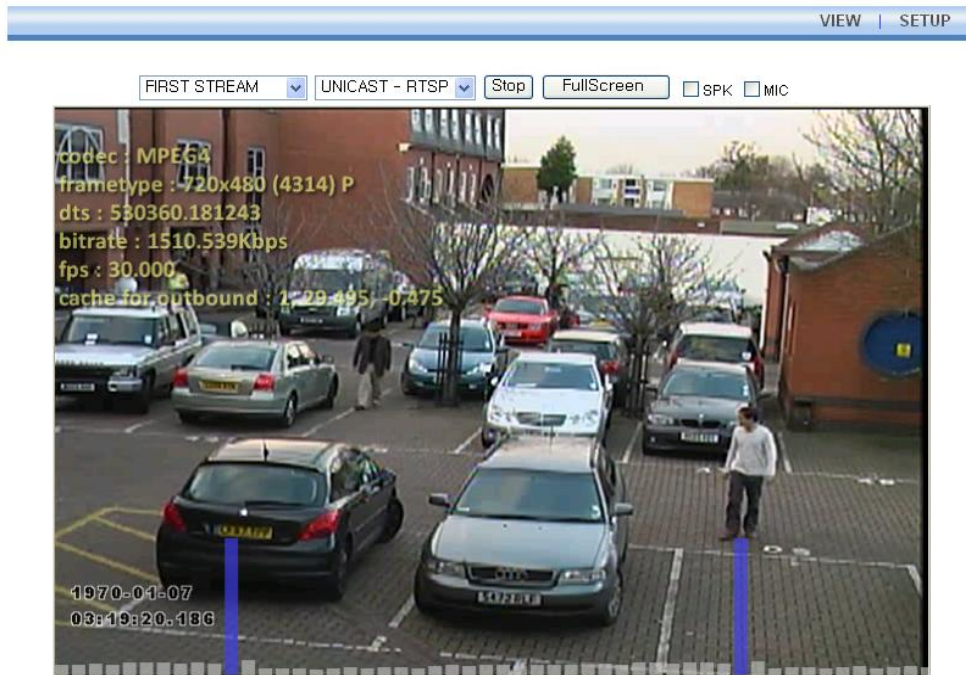 VIEW | SETUP
FIRST STREAM UNICAST - RTSP Stop FullScreen SPK MIC
codec : MPEG4
frametype : 720x480 (4314) P
dts : 530360.181243
bitrate : 1510.539Kbps
fps : 30.000
cache for outbound : 1, 29.495, -0.475
1970-01-07
03:19:20.186